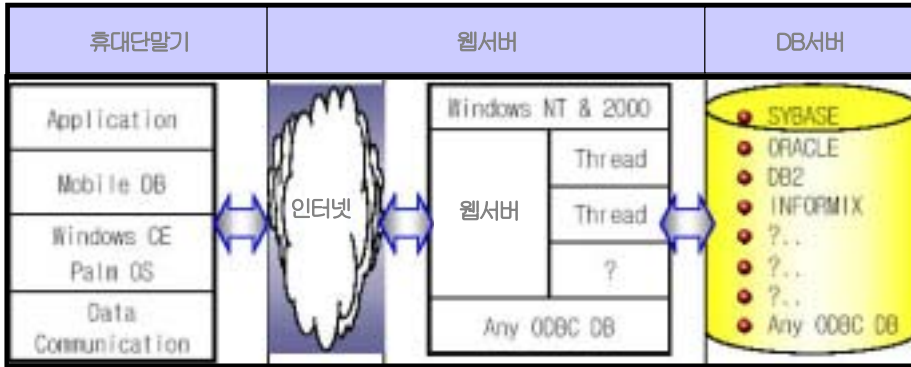 휴대단말기
웹서버
DB서버
Application
Mobile DB
Windows CE
Palm OS
Data
Communication
인터넷
Windows NT & 2000
웹서버
Thread
Thread
?
Any ODBC DB
SYBASE
ORACLE
DB2
INFORMIX
?..
?..
?..
Any ODBC DB